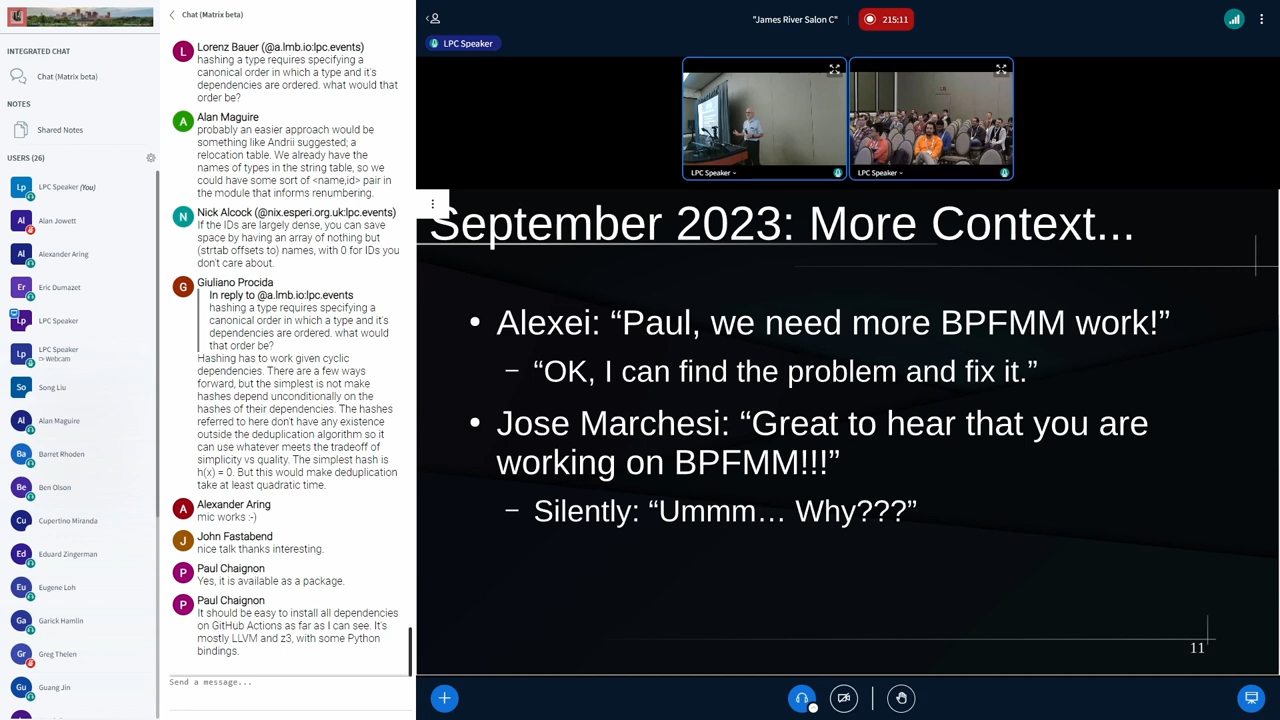 INTEGRATED CHAT
Chat (Matrix beta)
NOTES
Shared Notes
USERS (26)
Lp LPC Speaker (You)
Al Alan Jowett
Al Alexander Aring
Er Eric Dumazet
Lp LPC Speaker
Lp LPC Speaker
Webcam
So Song Liu
Al Alan Maguire
Ba Barret Rhoden
Be Ben Olson
Cu Cupertino Miranda
Ed Eduard Zingerman
Eu Eugene Loh
Ga Garick Hamlin
Gr Greg Thelen
Gu Guang Jin
Chat (Matrix beta)
L Lorenz Bauer (@a.lmb.io:lpc.events)
hashing a type requires specifying a
canonical order in which a type and it's
dependencies are ordered. what would that
order be?
A Alan Maguire
probably an easier approach would be
something like Andrii suggested; a
relocation table. We already have the
names of types in the string table, so we
could have some sort of <name,id> pair in
the module that informs renumbering.
N Nick Alcock (@nix.esperi.org.uk:lpc.events)
If the IDs are largely dense, you can save
space by having an array of nothing but
(strtab offsets to) names, with 0 for IDs you
don't care about.
G Giuliano Procida
In reply to @a.lmb.io:lpc.events
hashing a type requires specifying a
canonical order in which a type and it's
dependencies are ordered. what would
that order be?
Hashing has to work given cyclic
dependencies. There are a few ways
forward, but the simplest is not make
hashes depend unconditionally on the
hashes of their dependencies. The hashes
referred to here don't have any existence
outside the deduplication algorithm so it
can use whatever meets the tradeoff of
simplicity vs quality. The simplest hash is
h(x) = 0. But this would make deduplication
take at least quadratic time.
A Alexander Aring
mic works :-)
J John Fastabend
nice talk thanks interesting.
P Paul Chaignon
Yes, it is available as a package.
P Paul Chaignon
It should be easy to install all dependencies
on GitHub Actions as far as I can see. It's
mostly LLVM and z3, with some Python
bindings.
Send a message...
"James River Salon C"
215:11
LPC Speaker
LPC Speaker
LPC Speaker
September 2023: More Context...
• Alexei: “Paul, we need more BPFMM work!”
– “OK, I can find the problem and fix it.”
• Jose Marchesi: “Great to hear that you are
working on BPFMM!!!”
– Silently: “Ummm… Why???”
11